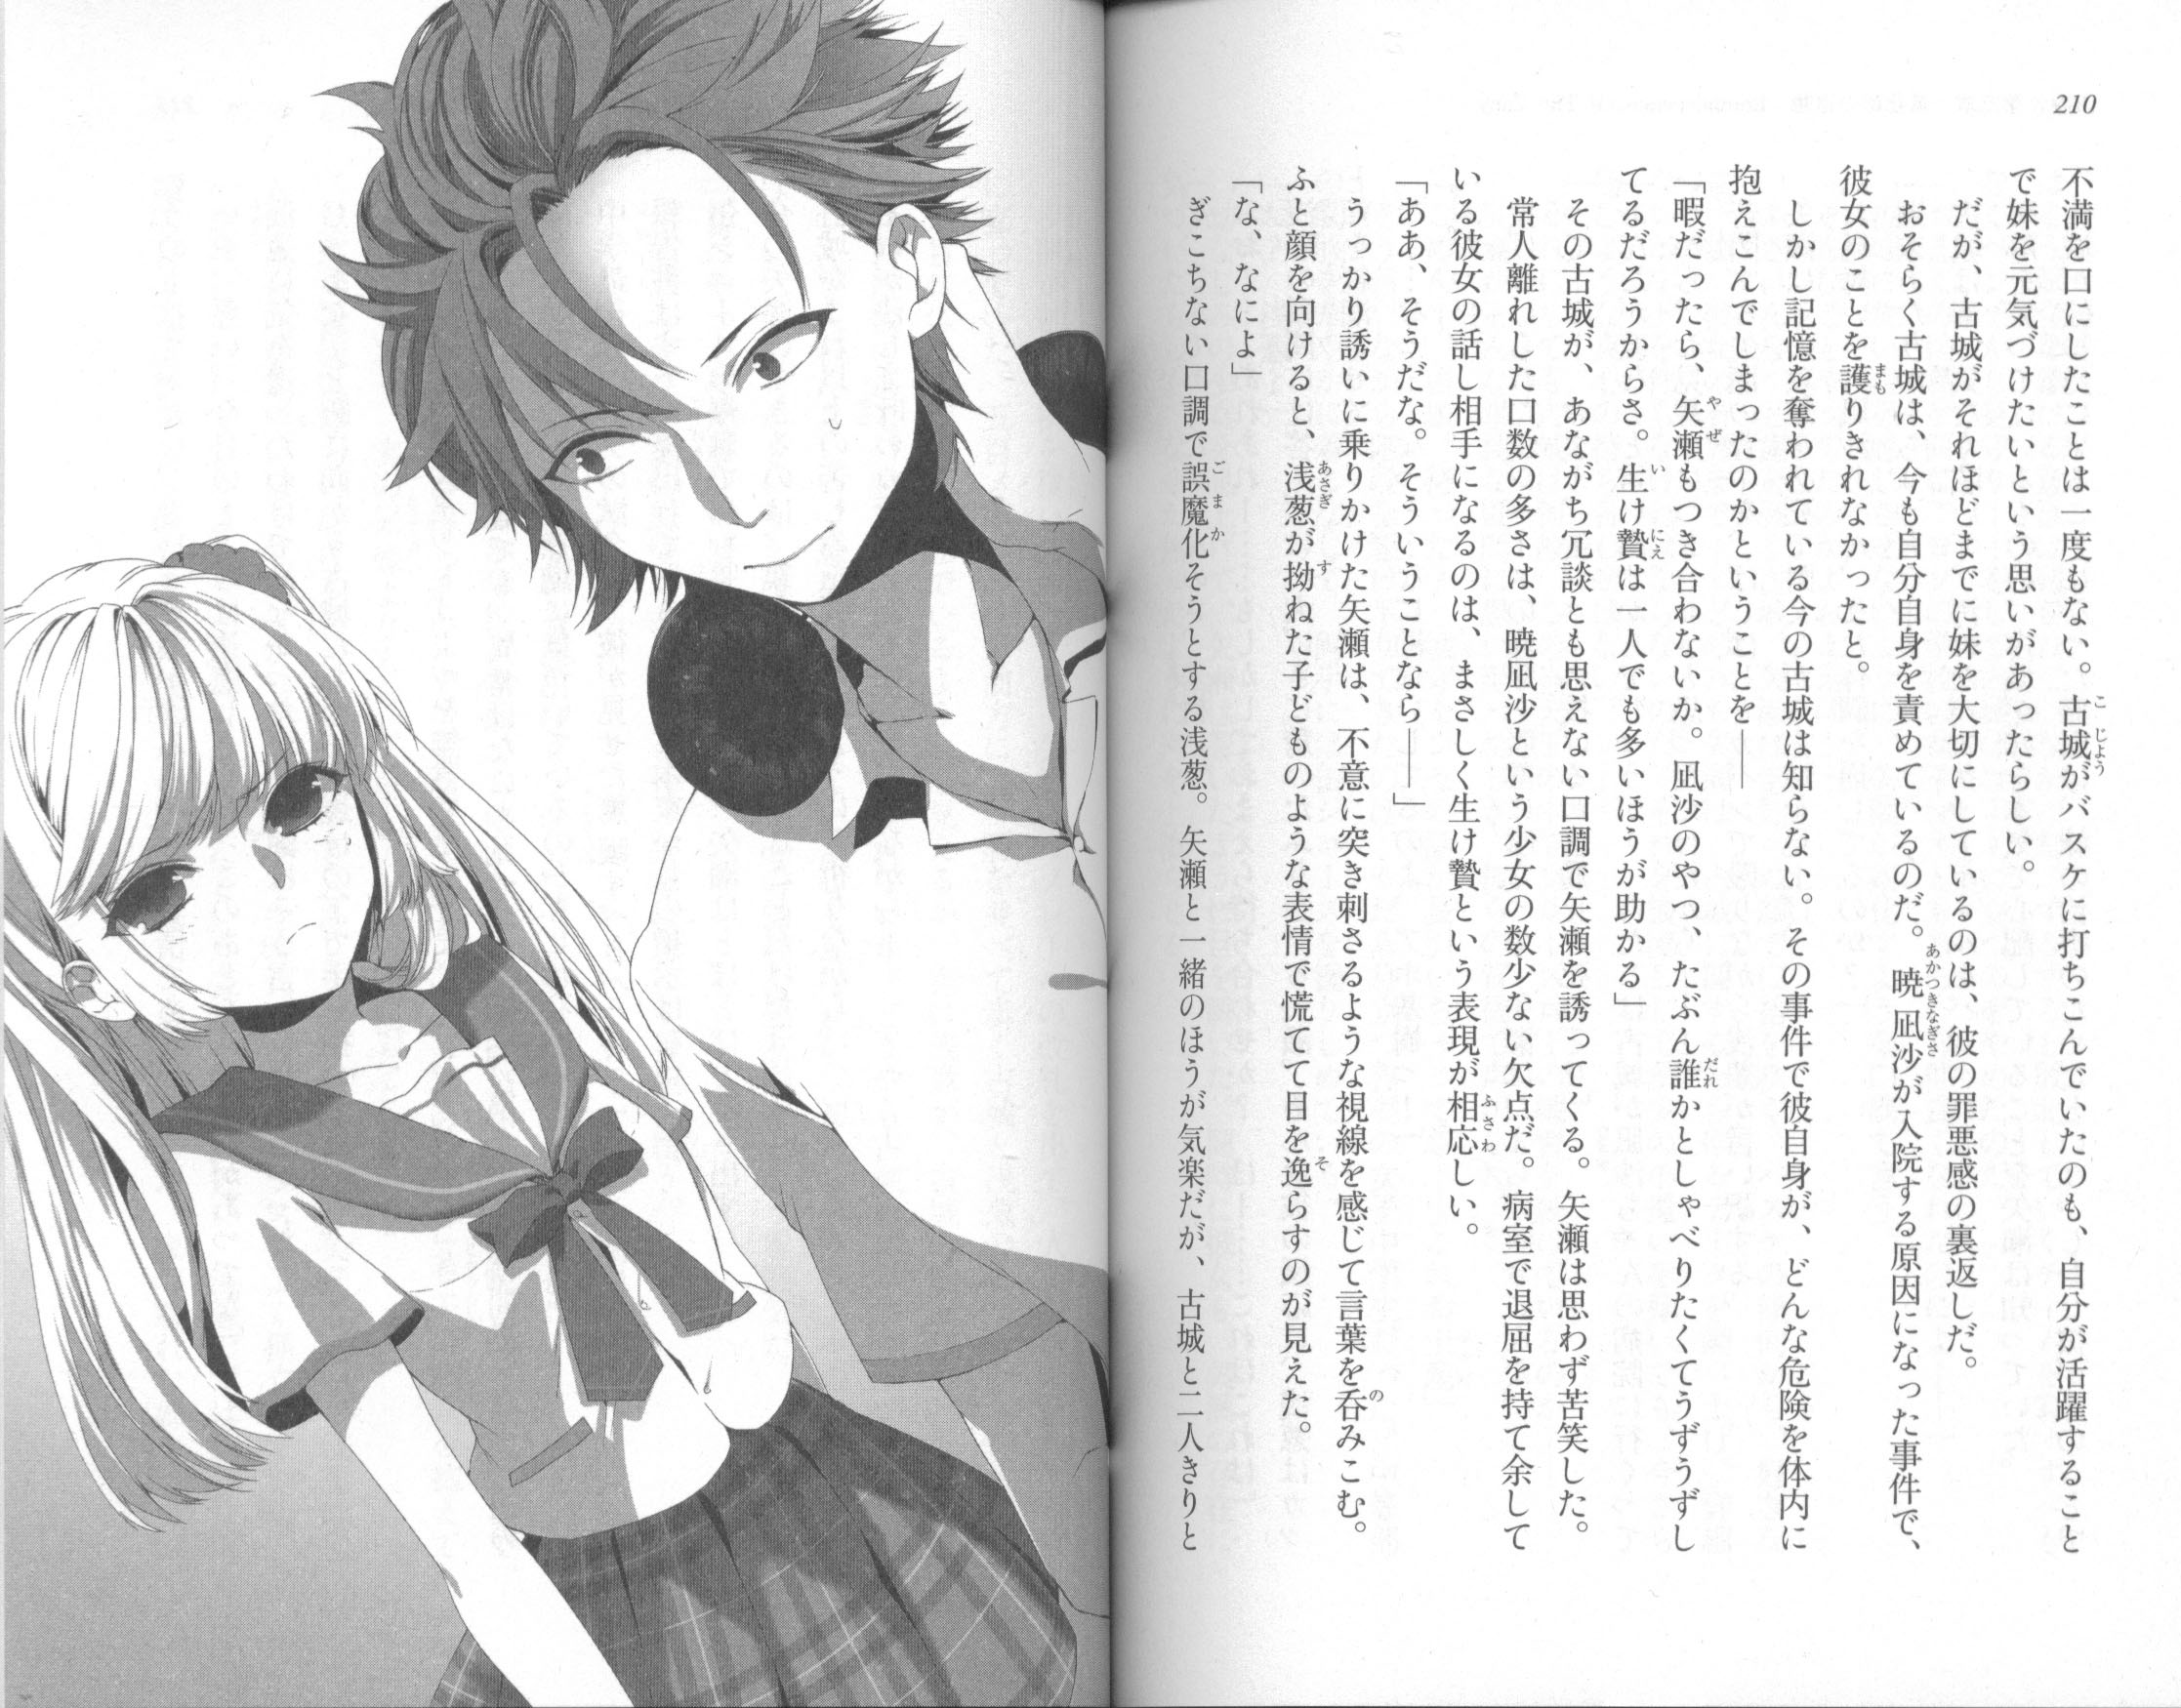 210
不満を口にしたことは一度もない。古城がバスケに打ちこんでいたのも、自分が活躍すること
で妹を元気づけたいという思いがあったらしい。
だが、古城がそれほどまでに妹を大切にしているのは、彼の罪悪感の裏返しだ。
おそらく古城は、今も自分自身を責めているのだ。暁凪沙が入院する原因になった事件で、
彼女のことを護りきれなかったと。
しかし記憶を奪われている今の古城は知らない。その事件で彼自身が、どんな危険を体内に
抱えこんでしまったのかということを――
「暇だったら、矢瀬もつき合わないか。凪沙のやつ、たぶん誰かとしゃべりたくてうずうずし
てるだろうからさ。生け贄は一人でも多いほうが助かる」
その古城が、あながち冗談とも思えない口調で矢瀬を誘ってくる。矢瀬は思わず苦笑した。
常人離れした口数の多さは、暁凪沙という少女の数少ない欠点だ。病室で退屈を持て余して
いる彼女の話し相手になるのは、まさしく生け贄という表現が相応しい。
「ああ、そうだな。そういうことなら――」
うっかり誘いに乗りかけた矢瀬は、不意に突き刺さるような視線を感じて言葉を呑みこむ。
ふと顔を向けると、浅葱が拗ねた子どものような表情で慌てて目を逸らすのが見えた。
「な、なによ」
ぎこちない口調で誤魔化そうとする浅葱。矢瀬と一緒のほうが気楽だが、古城と二人きりと